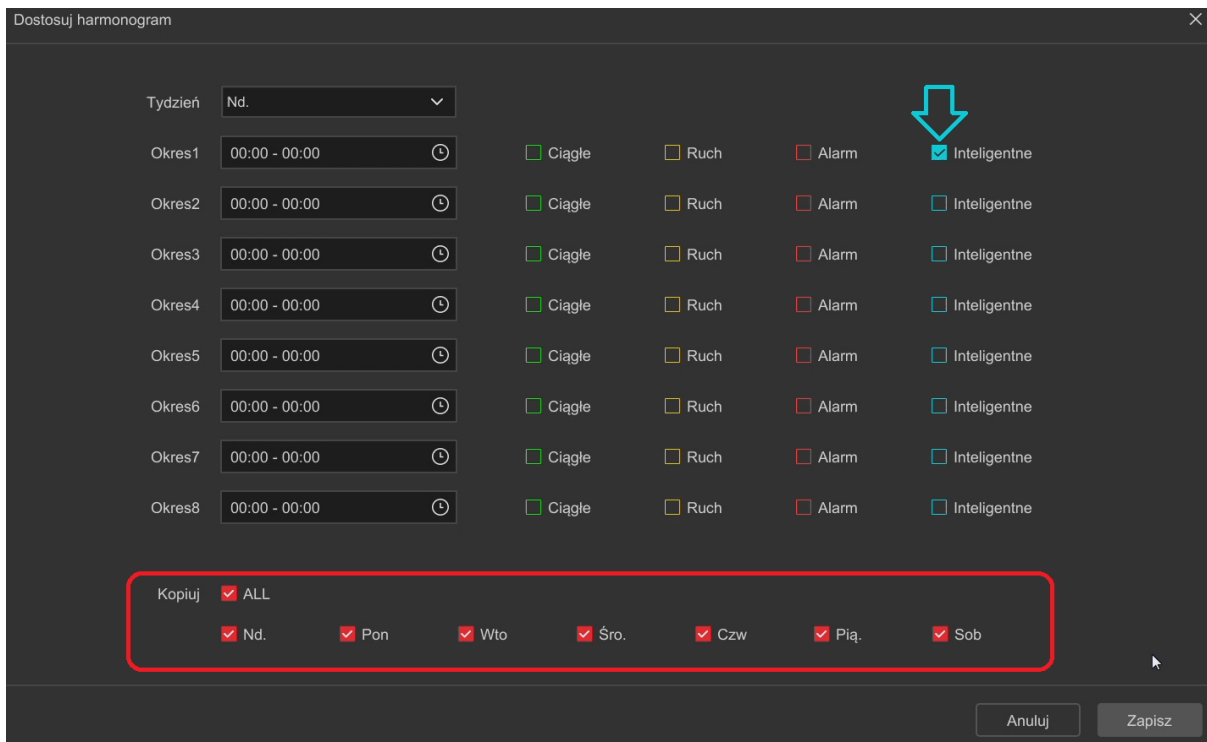 Dostosuj harmonogram
Tydzień Nd.
Okres1 00:00 - 00:00 Ciągłe Ruch Alarm Inteligentne
Okres2 00:00 - 00:00 Ciągłe Ruch Alarm Inteligentne
Okres3 00:00 - 00:00 Ciągłe Ruch Alarm Inteligentne
Okres4 00:00 - 00:00 Ciągłe Ruch Alarm Inteligentne
Okres5 00:00 - 00:00 Ciągłe Ruch Alarm Inteligentne
Okres6 00:00 - 00:00 Ciągłe Ruch Alarm Inteligentne
Okres7 00:00 - 00:00 Ciągłe Ruch Alarm Inteligentne
Okres8 00:00 - 00:00 Ciągłe Ruch Alarm Inteligentne
Kopiuj ALL
Nd. Pon Wto Śro. Czw Pią. Sob
Anuluj Zapisz